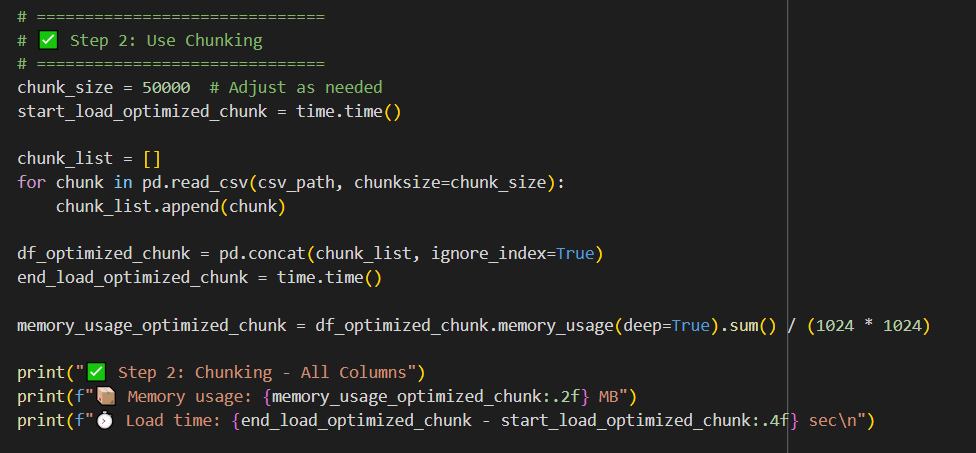 # ==============================
# ✅ Step 2: Use Chunking
# ==============================
chunk_size = 50000  # Adjust as needed
start_load_optimized_chunk = time.time()

chunk_list = []
for chunk in pd.read_csv(csv_path, chunksize=chunk_size):
    chunk_list.append(chunk)

df_optimized_chunk = pd.concat(chunk_list, ignore_index=True)
end_load_optimized_chunk = time.time()

memory_usage_optimized_chunk = df_optimized_chunk.memory_usage(deep=True).sum() / (1024 * 1024)

print("✅ Step 2: Chunking - All Columns")
print(f"📦 Memory usage: {memory_usage_optimized_chunk:.2f} MB")
print(f"⏱ Load time: {end_load_optimized_chunk - start_load_optimized_chunk:.4f} sec\n")